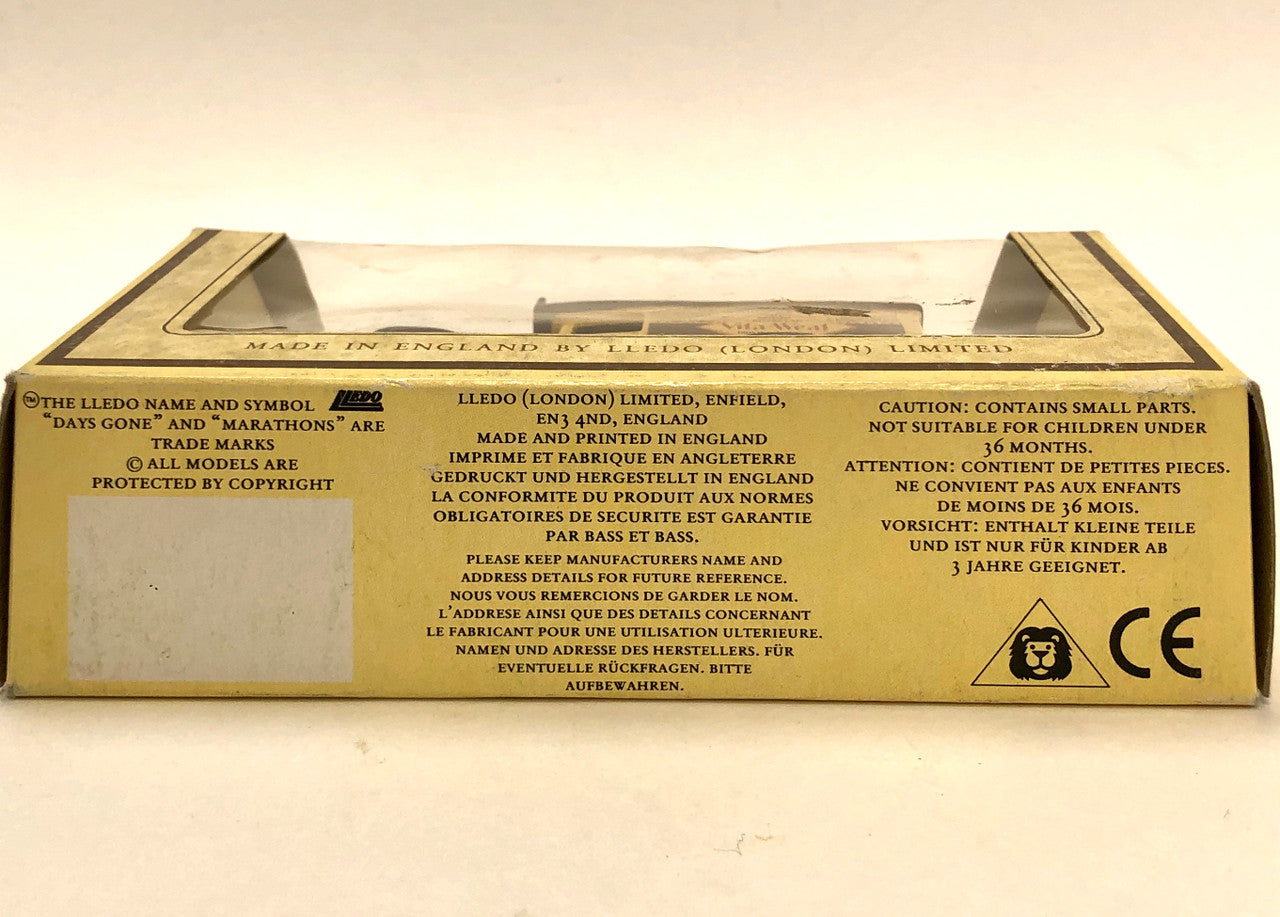 Vita-Weat
MADE IN ENGLAND BY LLEDO (LONDON) LIMITED
™THE LLEDO NAME AND SYMBOL LLEDO
"DAYS GONE" AND "MARATHONS" ARE
TRADE MARKS
© ALL MODELS ARE
PROTECTED BY COPYRIGHT
LLEDO (LONDON) LIMITED, ENFIELD,
EN3 4ND, ENGLAND
MADE AND PRINTED IN ENGLAND
IMPRIME ET FABRIQUE EN ANGLETERRE
GEDRUCKT UND HERGESTELLT IN ENGLAND
LA CONFORMITE DU PRODUIT AUX NORMES
OBLIGATOIRES DE SECURITE EST GARANTIE
PAR BASS ET BASS.
PLEASE KEEP MANUFACTURERS NAME AND
ADDRESS DETAILS FOR FUTURE REFERENCE.
NOUS VOUS REMERCIONS DE GARDER LE NOM.
L'ADDRESE AINSI QUE DES DETAILS CONCERNANT
LE FABRICANT POUR UNE UTILISATION ULTERIEURE.
NAMEN UND ADRESSE DES HERSTELLERS. FÜR
EVENTUELLE RÜCKFRAGEN. BITTE
AUFBEWAHREN.
CAUTION: CONTAINS SMALL PARTS.
NOT SUITABLE FOR CHILDREN UNDER
36 MONTHS.
ATTENTION: CONTIENT DE PETITES PIECES.
NE CONVIENT PAS AUX ENFANTS
DE MOINS DE 36 MOIS.
VORSICHT: ENTHALT KLEINE TEILE
UND IST NUR FÜR KINDER AB
3 JAHRE GEEIGNET.
CE